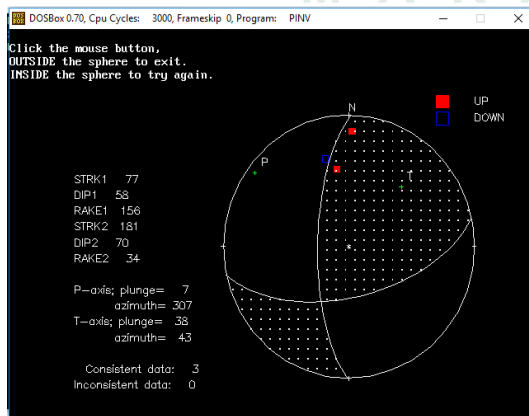 DOSBox 0.70, Cpu Cycles: 3000, Frameskip 0, Program: PINV
Click the mouse button,
OUTSIDE the sphere to exit.
INSIDE the sphere to try again.
N
UP
DOWN
P
T
STRK1 77
DIP1 58
RAKE1 156
STRK2 181
DIP2 70
RAKE2 34
P-axis; plunge= 7
azimuth= 307
T-axis; plunge= 38
azimuth= 43
Consistent data: 3
Inconsistent data: 0